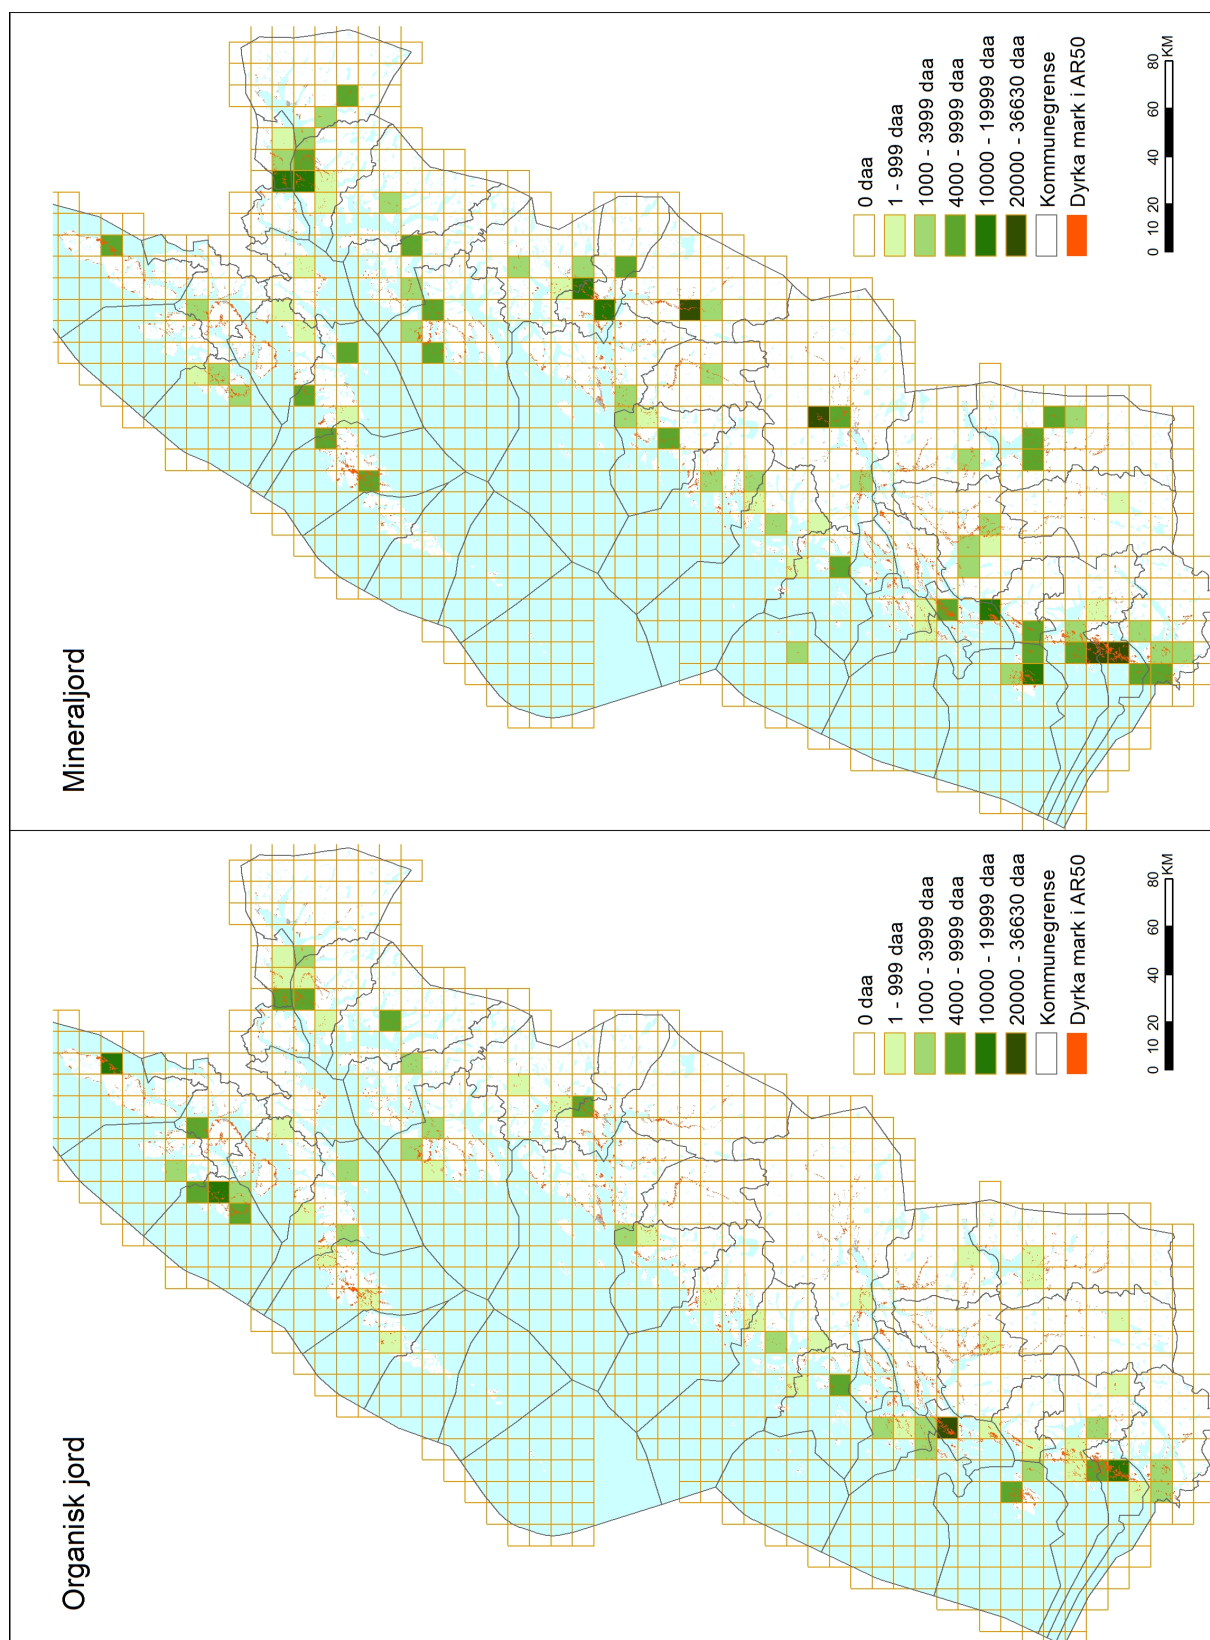 Organisk jord
0 daa
1 - 999 daa
1000 - 3999 daa
4000 - 9999 daa
10000 - 19999 daa
20000 - 36630 daa
Kommunegrense
Dyrka mark i AR50
0 10 20 40 60 80
KM
Mineraljord
0 daa
1 - 999 daa
1000 - 3999 daa
4000 - 9999 daa
10000 - 19999 daa
20000 - 36630 daa
Kommunegrense
Dyrka mark i AR50
0 10 20 40 60 80
KM